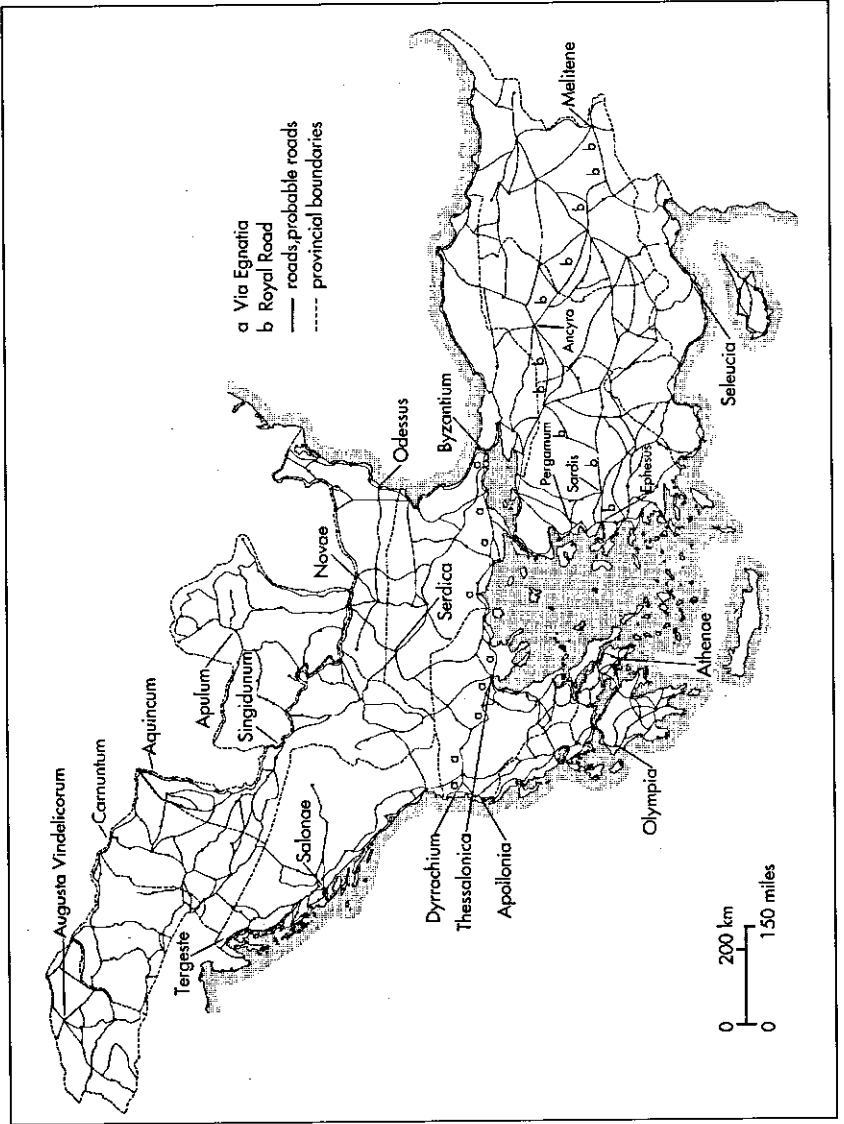 Augusta Vindelicorum
Carnuntum
Aquincum
Apulum
Singidunum
Novae
Odessus
Tergeste
Salonae
Serdica
Byzantium
a Via Egnatia
b Royal Road
roads,probable roads
provincial boundaries
Dyrrachium
Thessalonica
Apollonia
Olympia
Athenae
Pergamum
Sardis
Ephesus
Ancyra
Melitene
Seleucia
a
a
a
a
a
a
a
a
a
b
b
b
b
b
b
b
b
b
0 200 km
0 150 miles